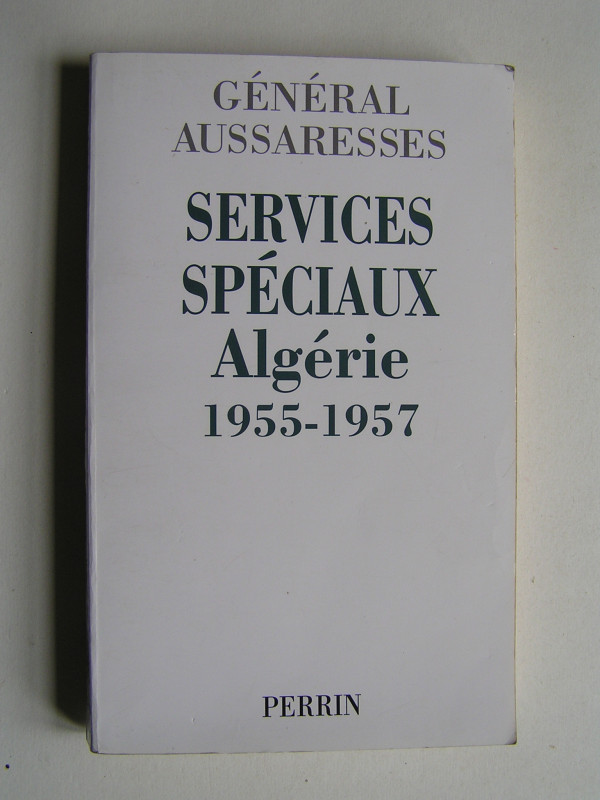 GÉNÉRAL
AUSSARESSES
SERVICES
SPÉCIAUX
Algérie
1955-1957
PERRIN